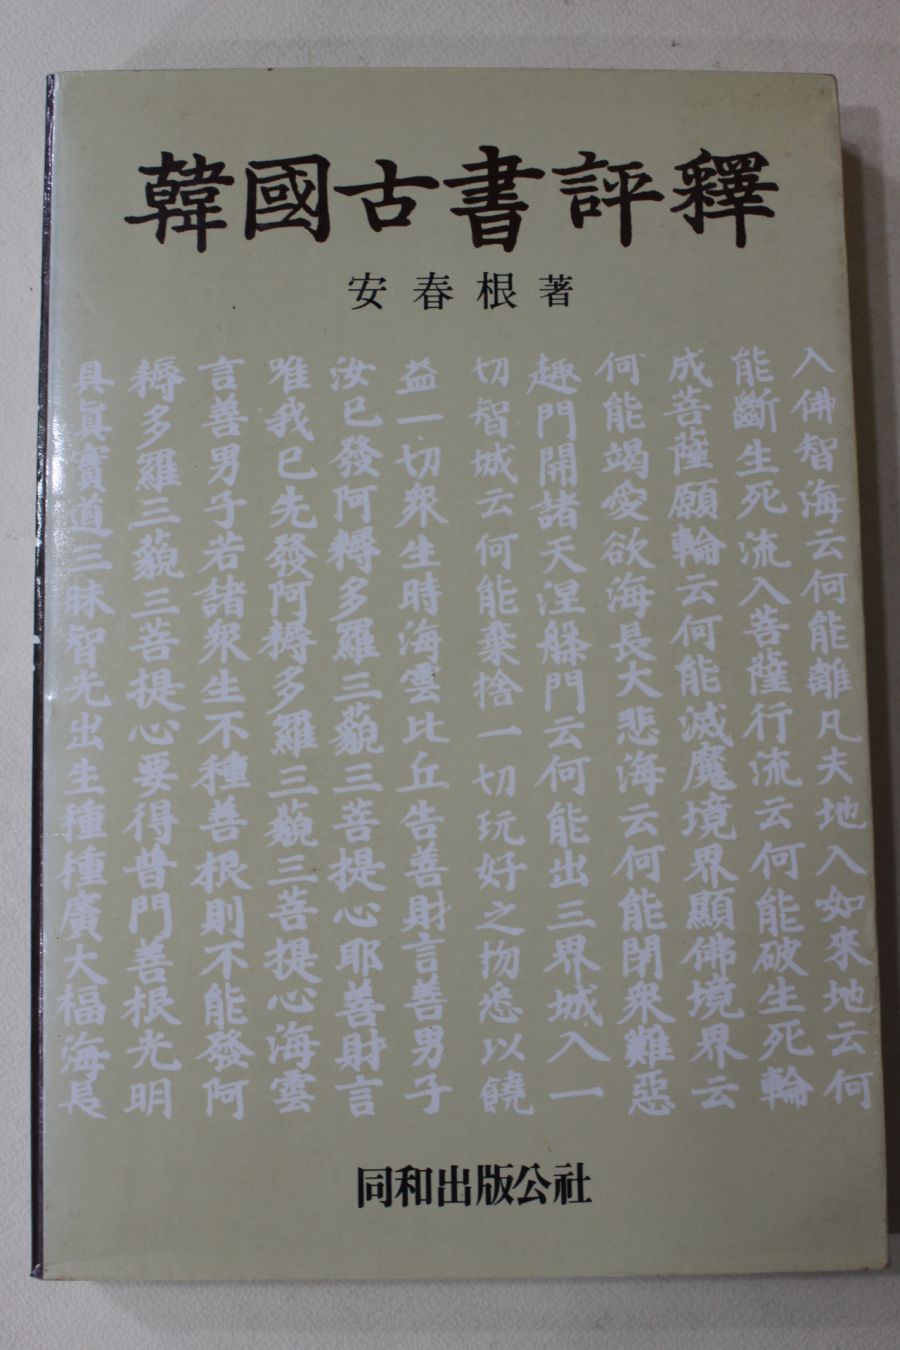 韓國古書評釋
安春根 著
入佛智海云何能離凡夫地入如來地云何
能斷生死流入菩薩行流云何能破生死輪
成菩薩願輪云何能滅魔境界顯佛境界云
何能竭愛欲海長大悲海云何能閉衆難惡
趣門開諸天涅槃門云何能出三界城入一
切智城云何能棄捨一切玩好之物悉以饒
益一切衆生時海雲比丘告善財言善男子
汝已發阿耨多羅三藐三菩提心耶善財言
唯我已先發阿耨多羅三藐三菩提心海雲
言善男子若諸衆生不種善根則不能發阿
耨多羅三藐三菩提心要得普門善根光明
具眞實道三昧智光出生種種廣大福海長
同和出版公社